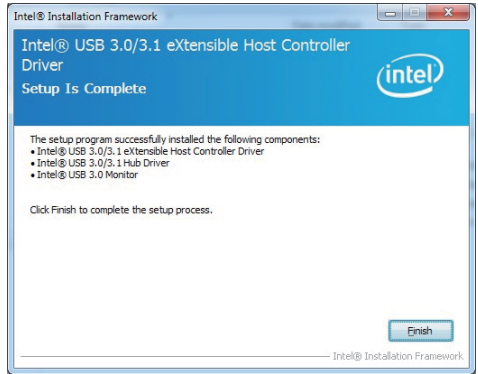 Intel® Installation Framework
Intel® USB 3.0/3.1 eXtensible Host Controller
Driver
Setup Is Complete
intel®
The setup program successfully installed the following components:
• Intel® USB 3.0/3.1 eXtensible Host Controller Driver
• Intel® USB 3.0/3.1 Hub Driver
• Intel® USB 3.0 Monitor
Click Finish to complete the setup process.
Finish
Intel® Installation Framework